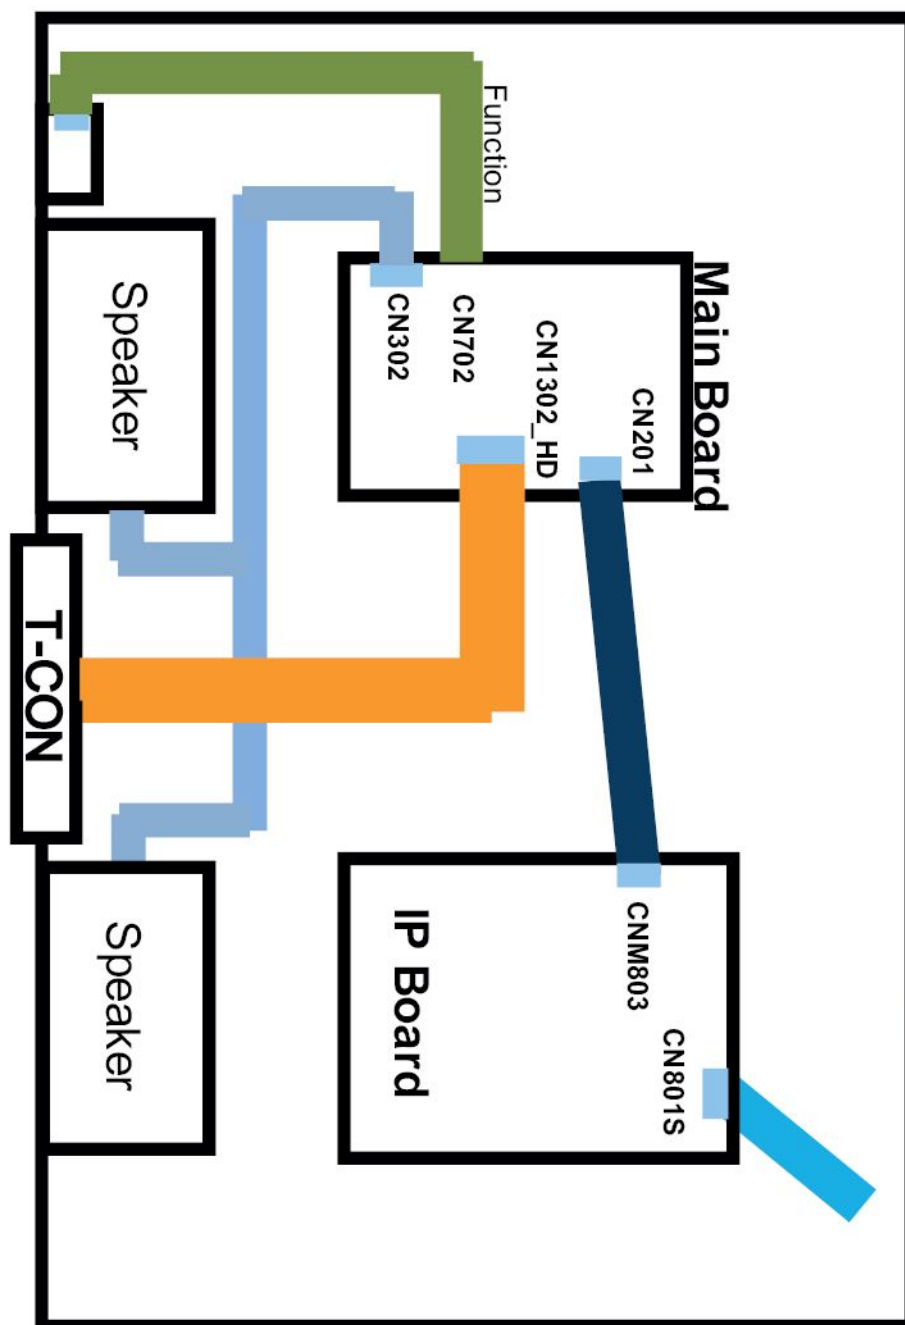 Function
Main Board
CN302
CN702
CN1302_HD
CN201
Speaker
T-CON
Speaker
IP Board
CNM803
CN801S